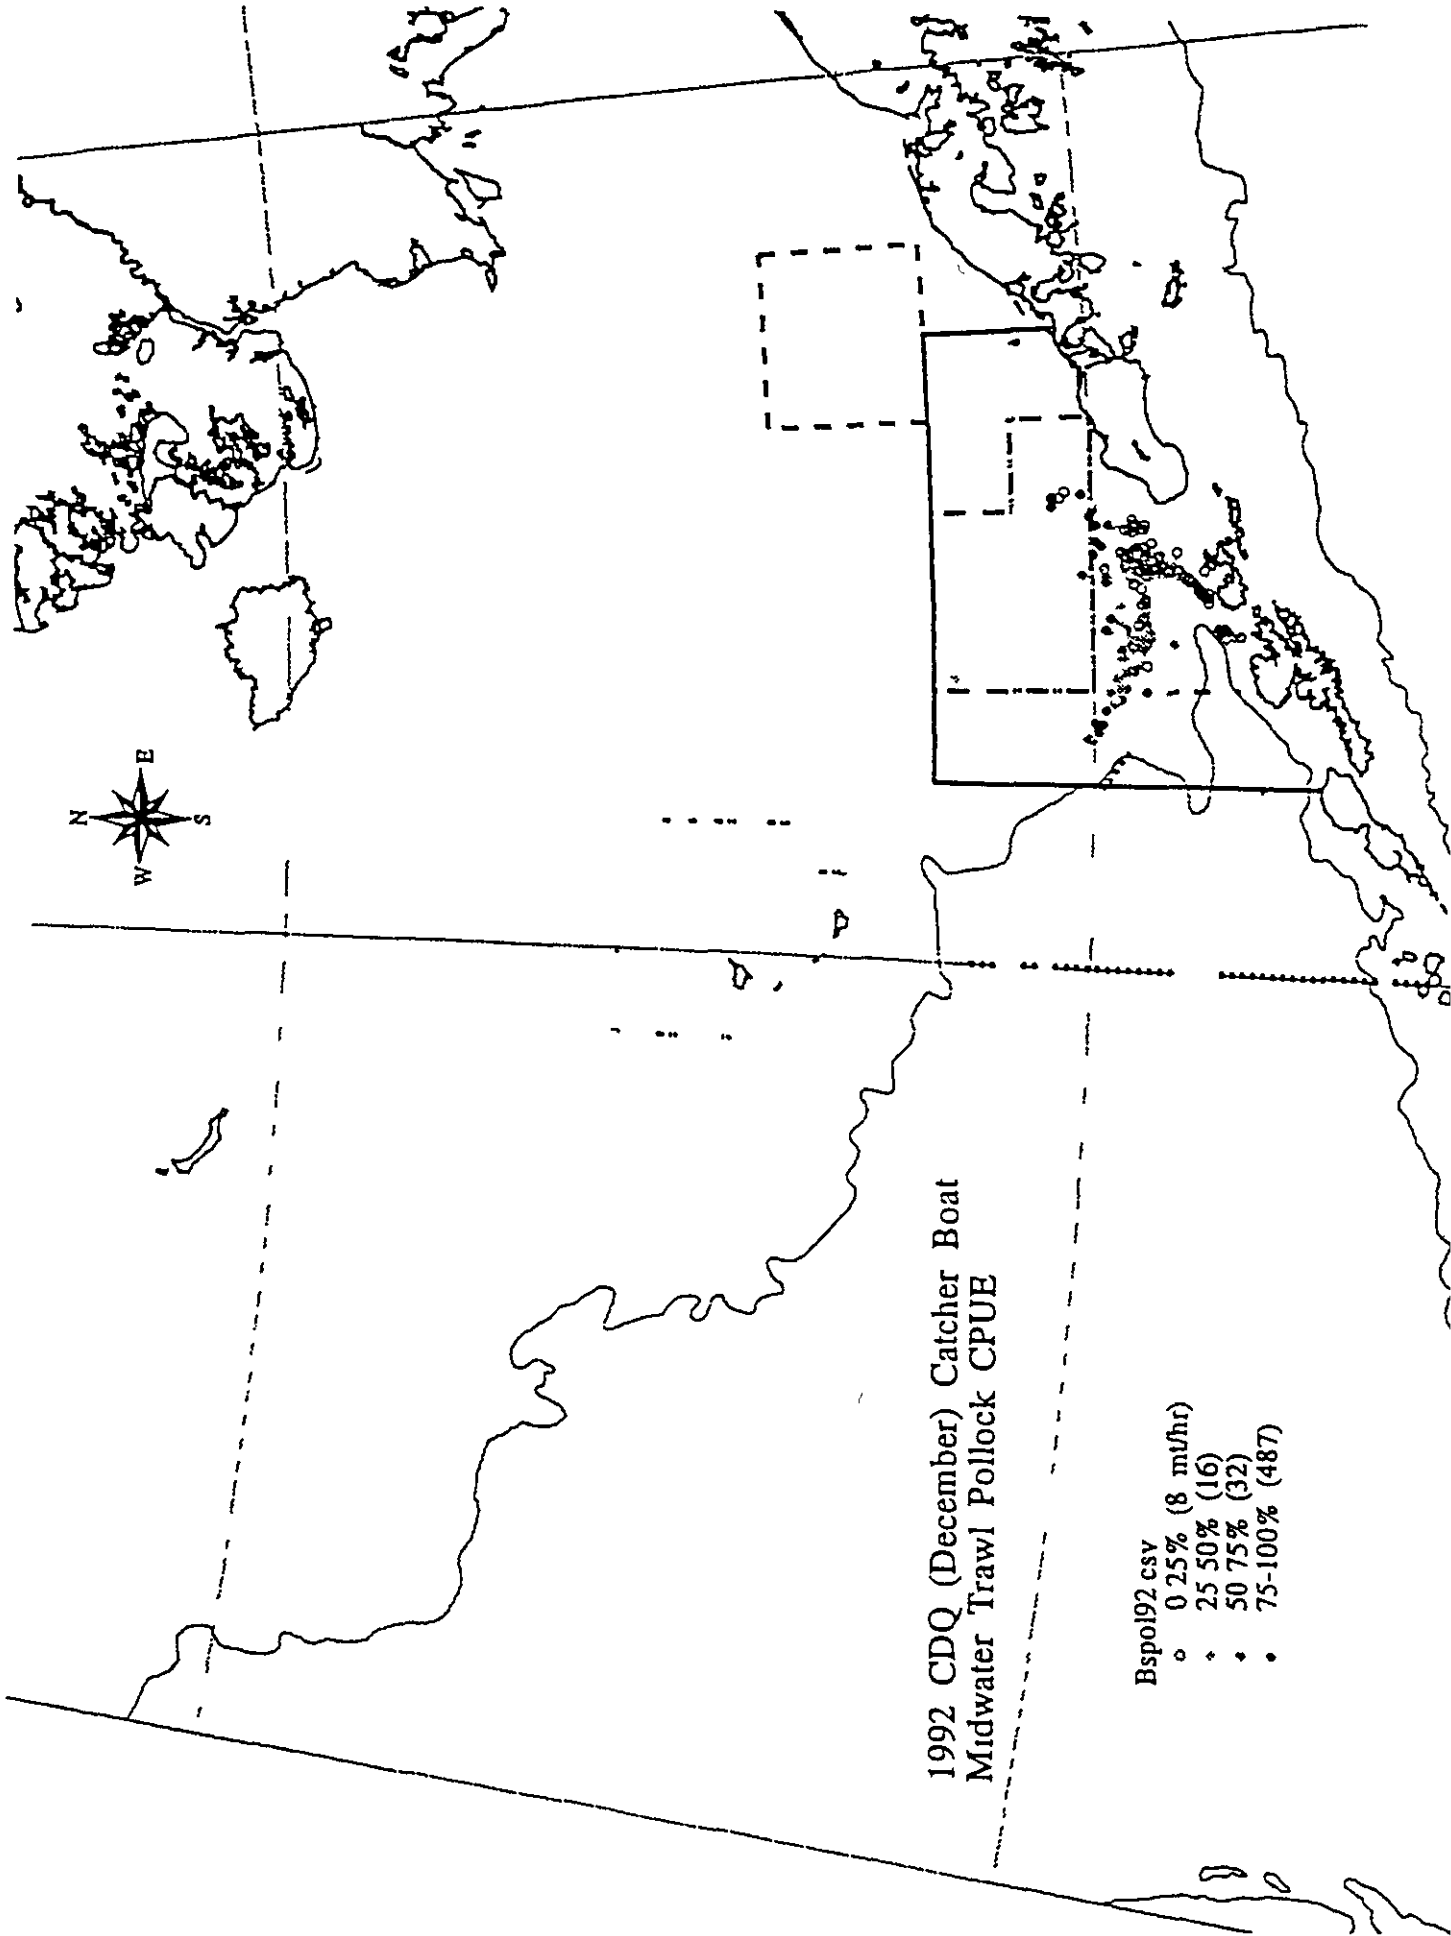 N
W E
S
1992 CDQ (December) Catcher Boat
Midwater Trawl Pollock CPUE
Bspol92 csv
0 25% (8 mt/hr)
25 50% (16)
50 75% (32)
75-100% (487)